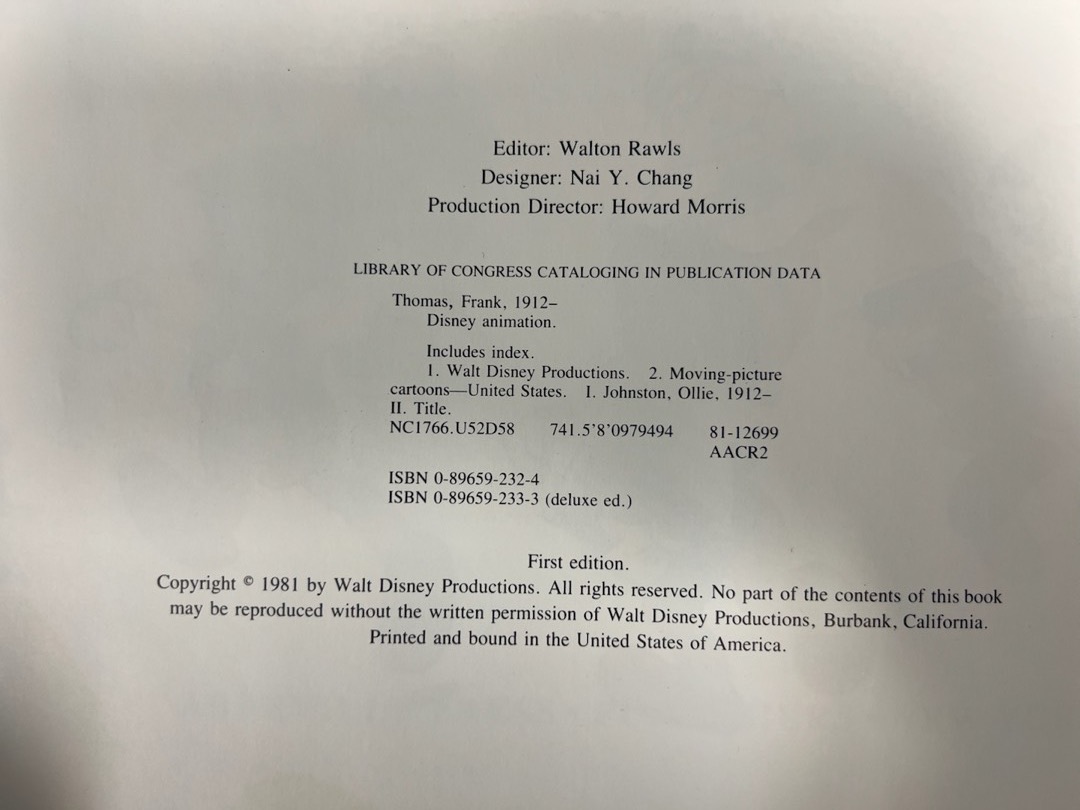 Editor: Walton Rawls
Designer: Nai Y. Chang
Production Director: Howard Morris
LIBRARY OF CONGRESS CATALOGING IN PUBLICATION DATA
Thomas, Frank, 1912–
Disney animation.
Includes index.
1. Walt Disney Productions. 2. Moving-picture
cartoons—United States. I. Johnston, Ollie, 1912–
II. Title.
NC1766.U52D58 741.5'8'0979494 81-12699
AACR2
ISBN 0-89659-232-4
ISBN 0-89659-233-3 (deluxe ed.)
First edition.
Copyright © 1981 by Walt Disney Productions. All rights reserved. No part of the contents of this book
may be reproduced without the written permission of Walt Disney Productions, Burbank, California.
Printed and bound in the United States of America.